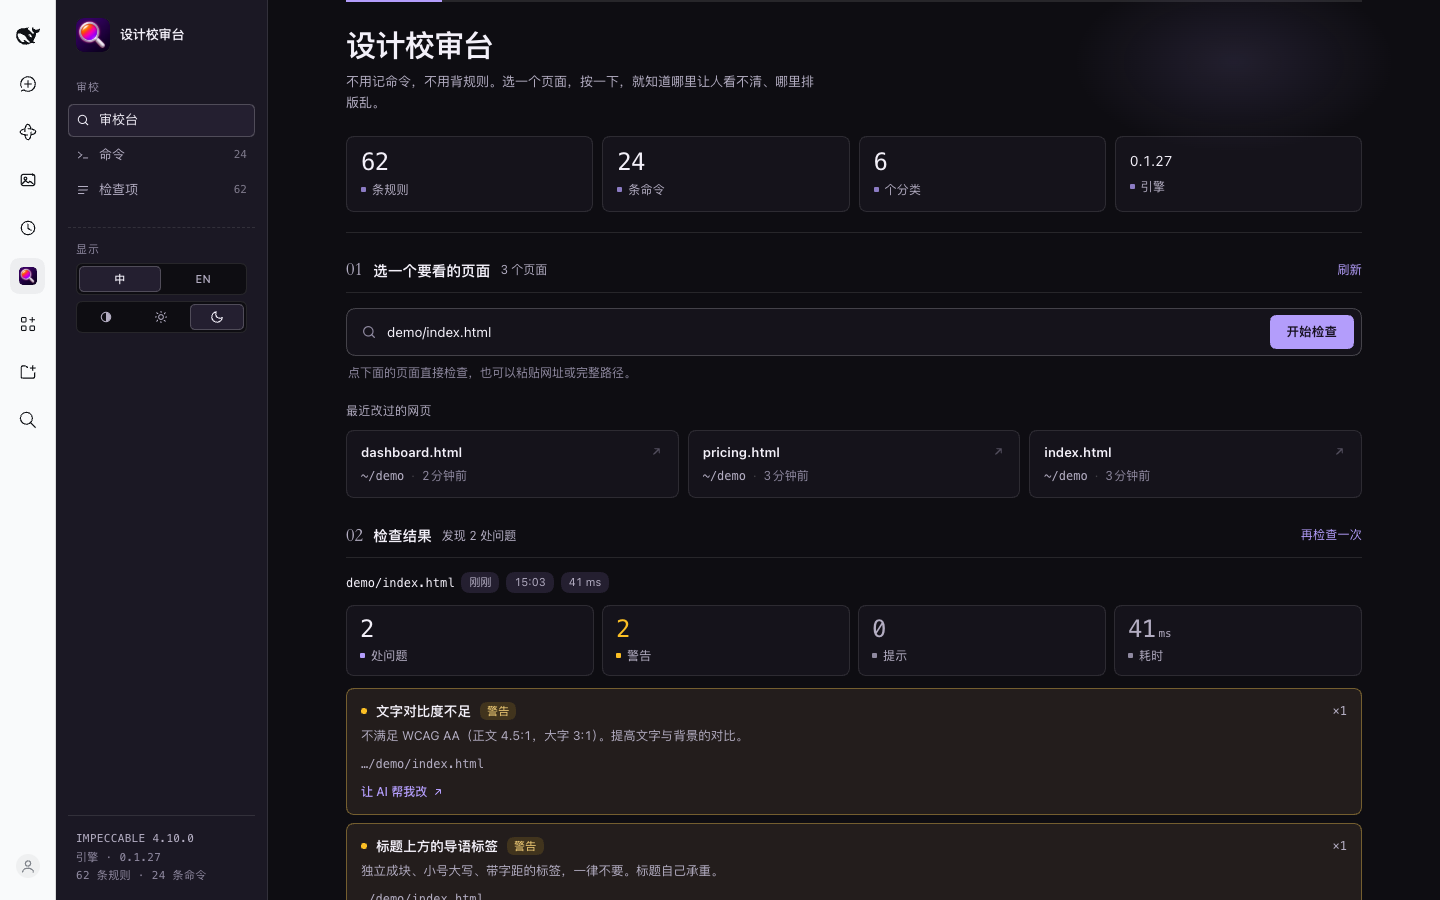 设计校审台
审校
审校台
命令 24
检查项 62
显示
中 EN
IMPECCABLE 4.10.0
引擎 · 0.1.27
62 条规则 · 24 条命令
设计校审台
不用记命令，不用背规则。选一个页面，按一下，就知道哪里让人看不清、哪里排
版乱。
62
条规则
24
条命令
6
个分类
0.1.27
引擎
01 选一个要看的页面 3 个页面 刷新
demo/index.html 开始检查
点下面的页面直接检查，也可以粘贴网址或完整路径。
最近改过的网页
dashboard.html ↗
~/demo · 2分钟前
pricing.html ↗
~/demo · 3分钟前
index.html ↗
~/demo · 3分钟前
02 检查结果 发现 2 处问题 再检查一次
demo/index.html 刚刚 15:03 41 ms
2
处问题
2
警告
0
提示
41 ms
耗时
文字对比度不足 警告 ×1
不满足 WCAG AA（正文 4.5:1，大字 3:1）。提高文字与背景的对比。
…/demo/index.html
让 AI 帮我改 ↗
标题上方的导语标签 警告 ×1
独立成块、小号大写、带字距的标签，一律不要。标题自己承重。
…/demo/index.html